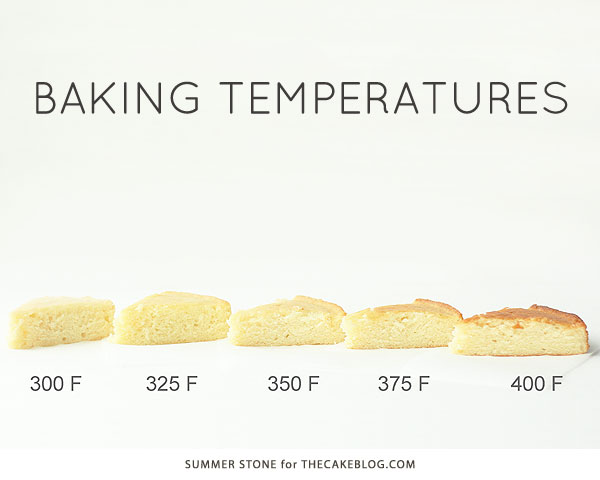 BAKING TEMPERATURES
300 F 325 F 350 F 375 F 400 F
SUMMER STONE for THECAKEBLOG.COM